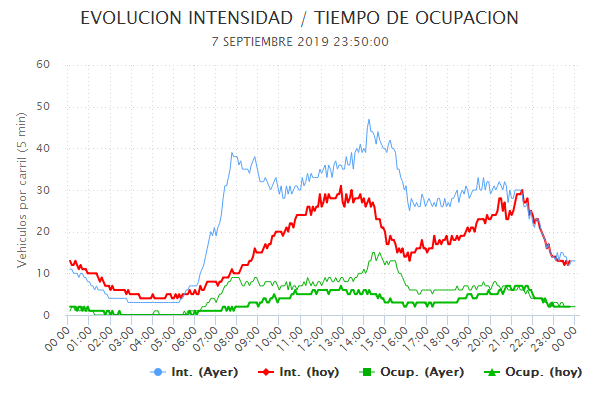 EVOLUCION INTENSIDAD / TIEMPO DE OCUPACION
7 SEPTIEMBRE 2019 23:50:00
Vehiculos por carril (5 min)
60
50
40
30
20
10
0
00:00 01:00 02:00 03:00 04:00 05:00 06:00 07:00 08:00 09:00 10:00 11:00 12:00 13:00 14:00 15:00 16:00 17:00 18:00 19:00 20:00 21:00 22:00 23:00 00:00
Int. (Ayer) Int. (hoy) Ocup. (Ayer) Ocup. (hoy)